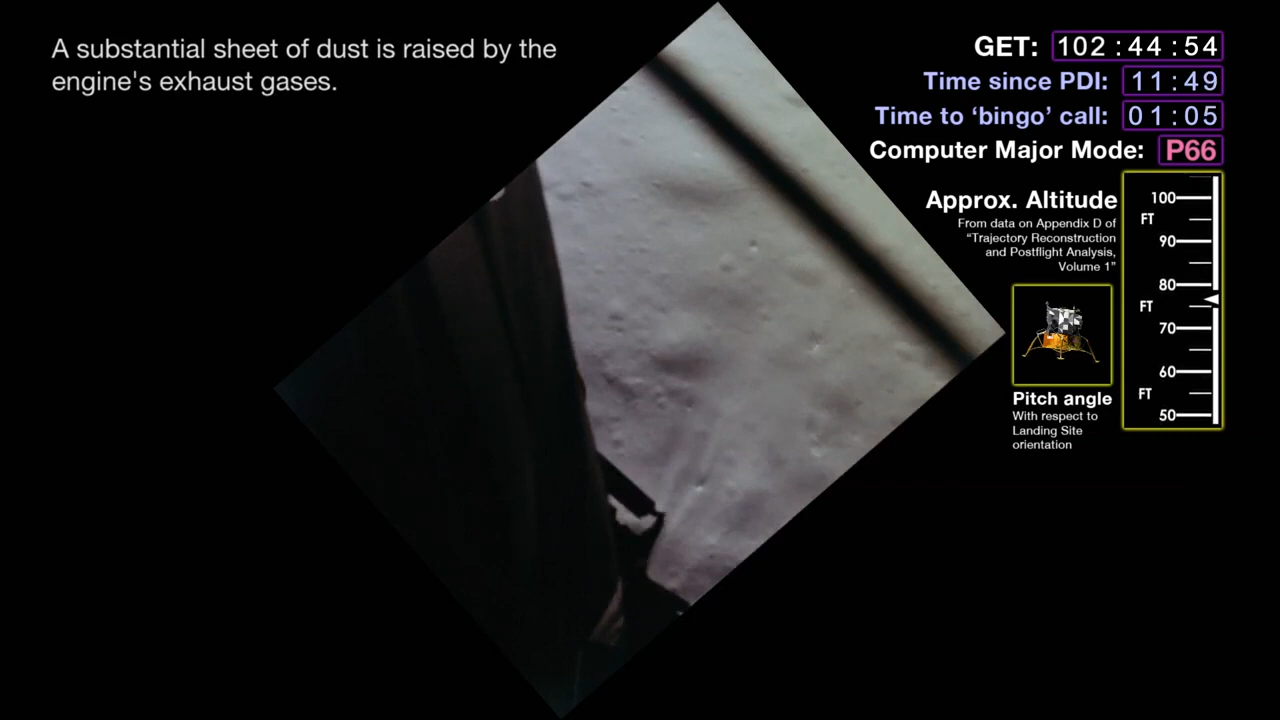 A substantial sheet of dust is raised by the
engine's exhaust gases.
GET: 102:44:54
Time since PDI: 11:49
Time to ‘bingo’ call: 01:05
Computer Major Mode: P66
Approx. Altitude
From data on Appendix D of
“Trajectory Reconstruction
and Postflight Analysis,
Volume 1”
100
FT
90
80
FT
70
60
FT
50
Pitch angle
With respect to
Landing Site
orientation